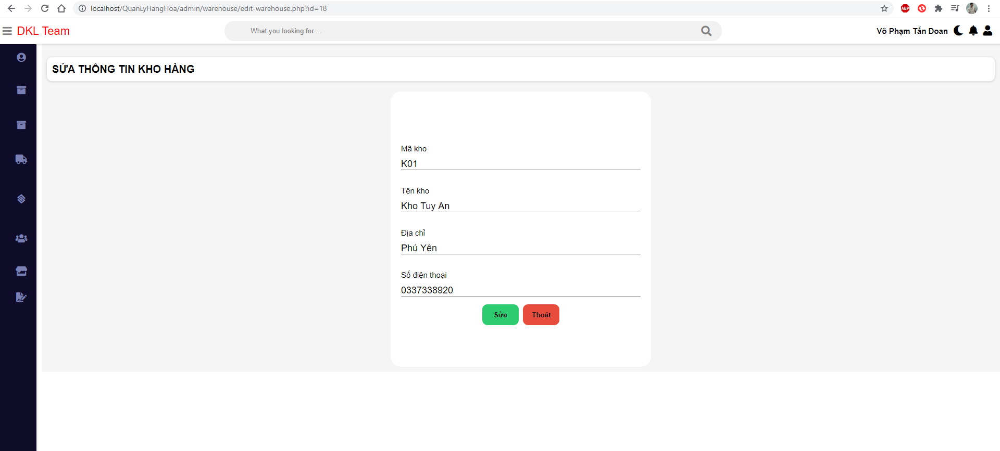 localhost/QuanLyHangHoa/admin/warehouse/edit-warehouse.php?id=18
ABP
DKL Team
What you looking for ...
Võ Phạm Tấn Đoan
SỬA THÔNG TIN KHO HÀNG
Mã kho
K01
Tên kho
Kho Tuy An
Địa chỉ
Phú Yên
Số điện thoại
0337338920
Sửa
Thoát